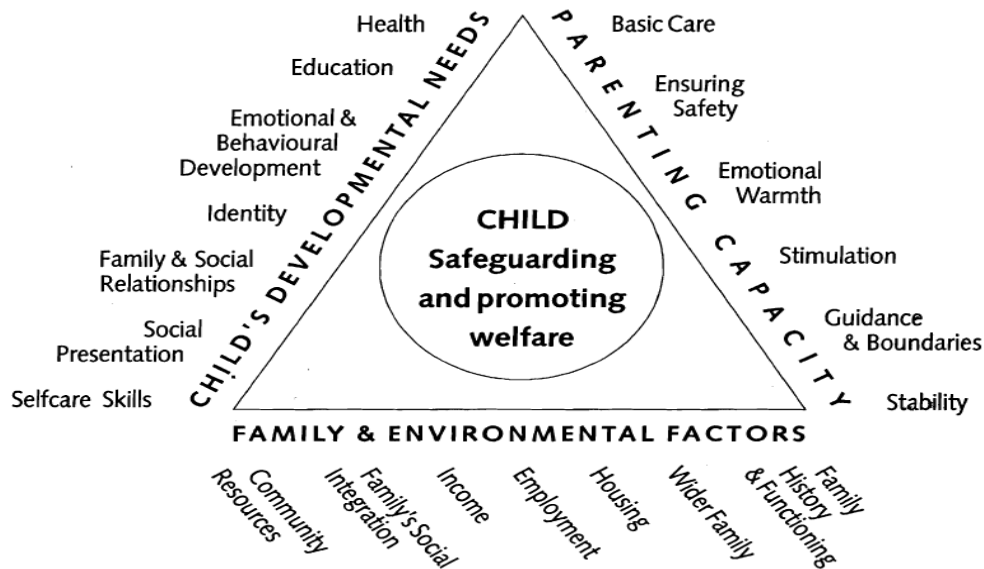 Health
Education
Emotional &
Behavioural
Development
Identity
Family & Social
Relationships
Social
Presentation
Selfcare Skills
CHILD'S DEVELOPMENTAL NEEDS
CHILD
Safeguarding
and promoting
welfare
PARENTING CAPACITY
Basic Care
Ensuring
Safety
Emotional
Warmth
Stimulation
Guidance
& Boundaries
Stability
FAMILY & ENVIRONMENTAL FACTORS
Community
Resources
Family's Social
Integration
Income
Employment
Housing
Wider Family
Family
History
& Functioning